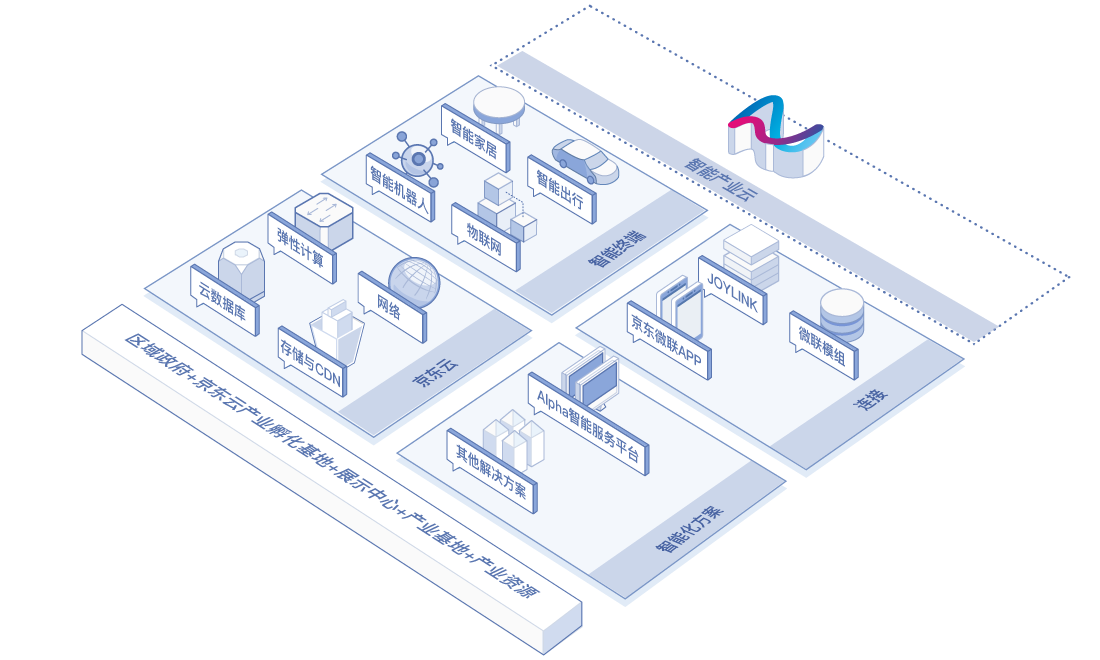 智能产业云
智能家居
智能机器人
智能出行
物联网
智能终端
弹性计算
云数据库
网络
存储与CDN
京东云
JOYLINK
京东微联APP
微联模组
连接
Alpha智能服务平台
其他解决方案
智能化方案
区域政府+京东云产业孵化基地+展示中心+产业基地+产业资源